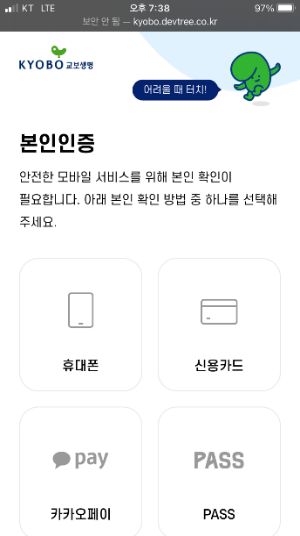 KT LTE 오후 7:38 97%
보안 안 됨 — kyobo.devtree.co.kr
KYOBO 교보생명
어려울 때 터치!
본인인증
안전한 모바일 서비스를 위해 본인 확인이
필요합니다. 아래 본인 확인 방법 중 하나를 선택해
주세요.
휴대폰 신용카드
pay PASS
카카오페이 PASS